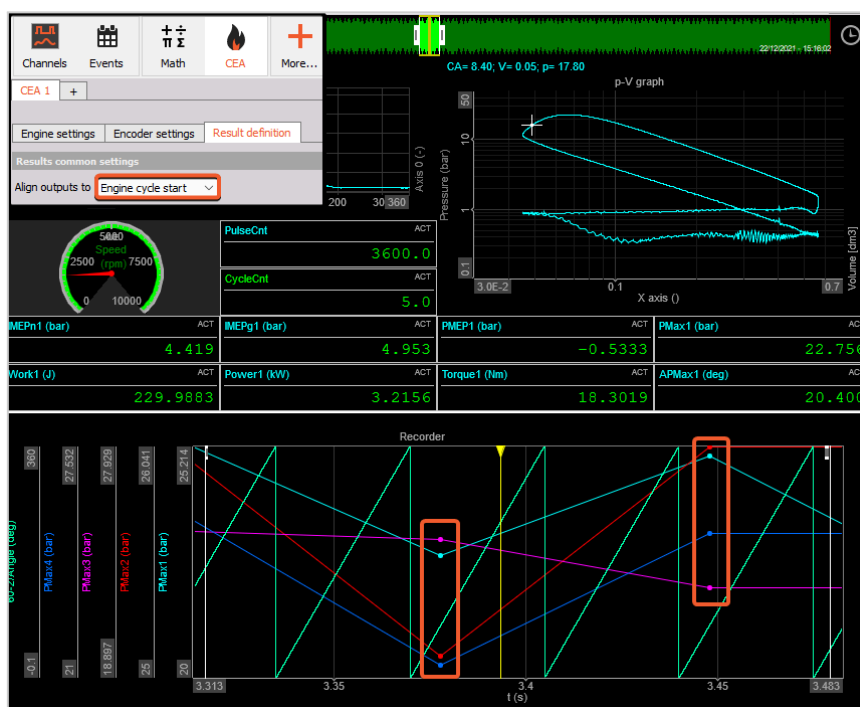 Channels Events Math CEA More...
22/12/2021 - 15:16:02
CA= 8.40; V= 0.05; p= 17.80
CEA 1 +
p-V graph
Engine settings Encoder settings Result definition
Results common settings
Align outputs to Engine cycle start
200 30 360
Axis 0 (-)
Pressure (bar)
50
10
1
0.1
3.0E-2 0.1 0.7
X axis ()
Volume [dm3]
Speed
(rpm)
2500 7500
0 10000
PulseCnt ACT
3600.0
CycleCnt ACT
5.0
IMEPn1 (bar) ACT
4.419
IMEPg1 (bar) ACT
4.953
PMEP1 (bar) ACT
-0.5333
PMax1 (bar) AC
22.756
Work1 (J) ACT
229.9883
Power1 (kW) ACT
3.2156
Torque1 (Nm) ACT
18.3019
APMax1 (deg) AC
20.400
Recorder
360 27.532 27.929 26.041 25.214
60-2/Angle (deg)
PMax4 (bar)
PMax3 (bar)
PMax2 (bar)
PMax1 (bar)
-0.1 21 18.897 25 20
3.313 3.35 3.4 3.45 3.483
t (s)